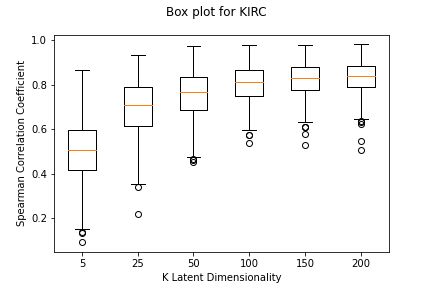 Box plot for KIRC
Spearman Correlation Coefficient
1.0
0.8
0.6
0.4
0.2
5 25 50 100 150 200
K Latent Dimensionality